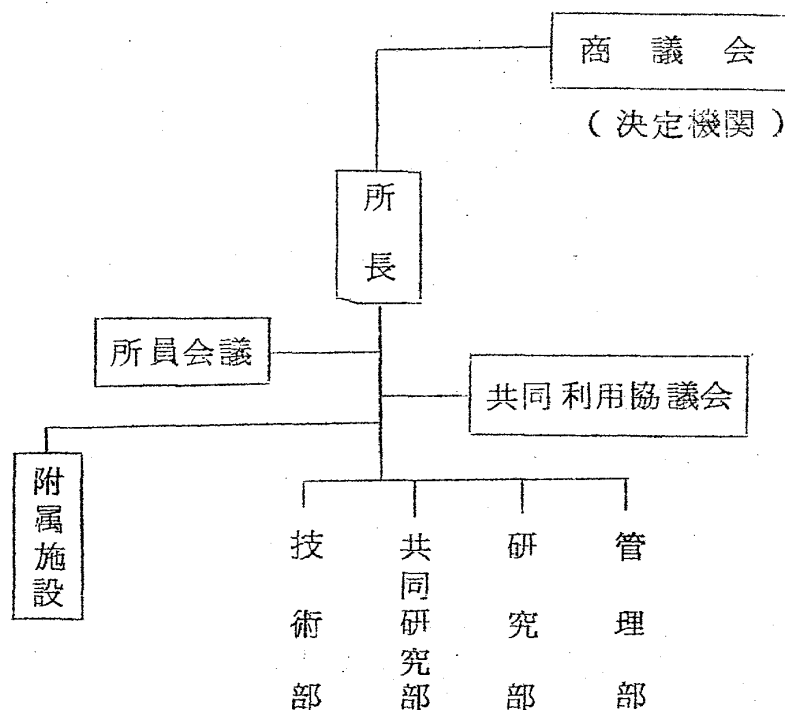 商議会
(決定機関)
所長
所員会議
共同利用協議会
附属施設
技術部
共同研究部
研究部
管理部